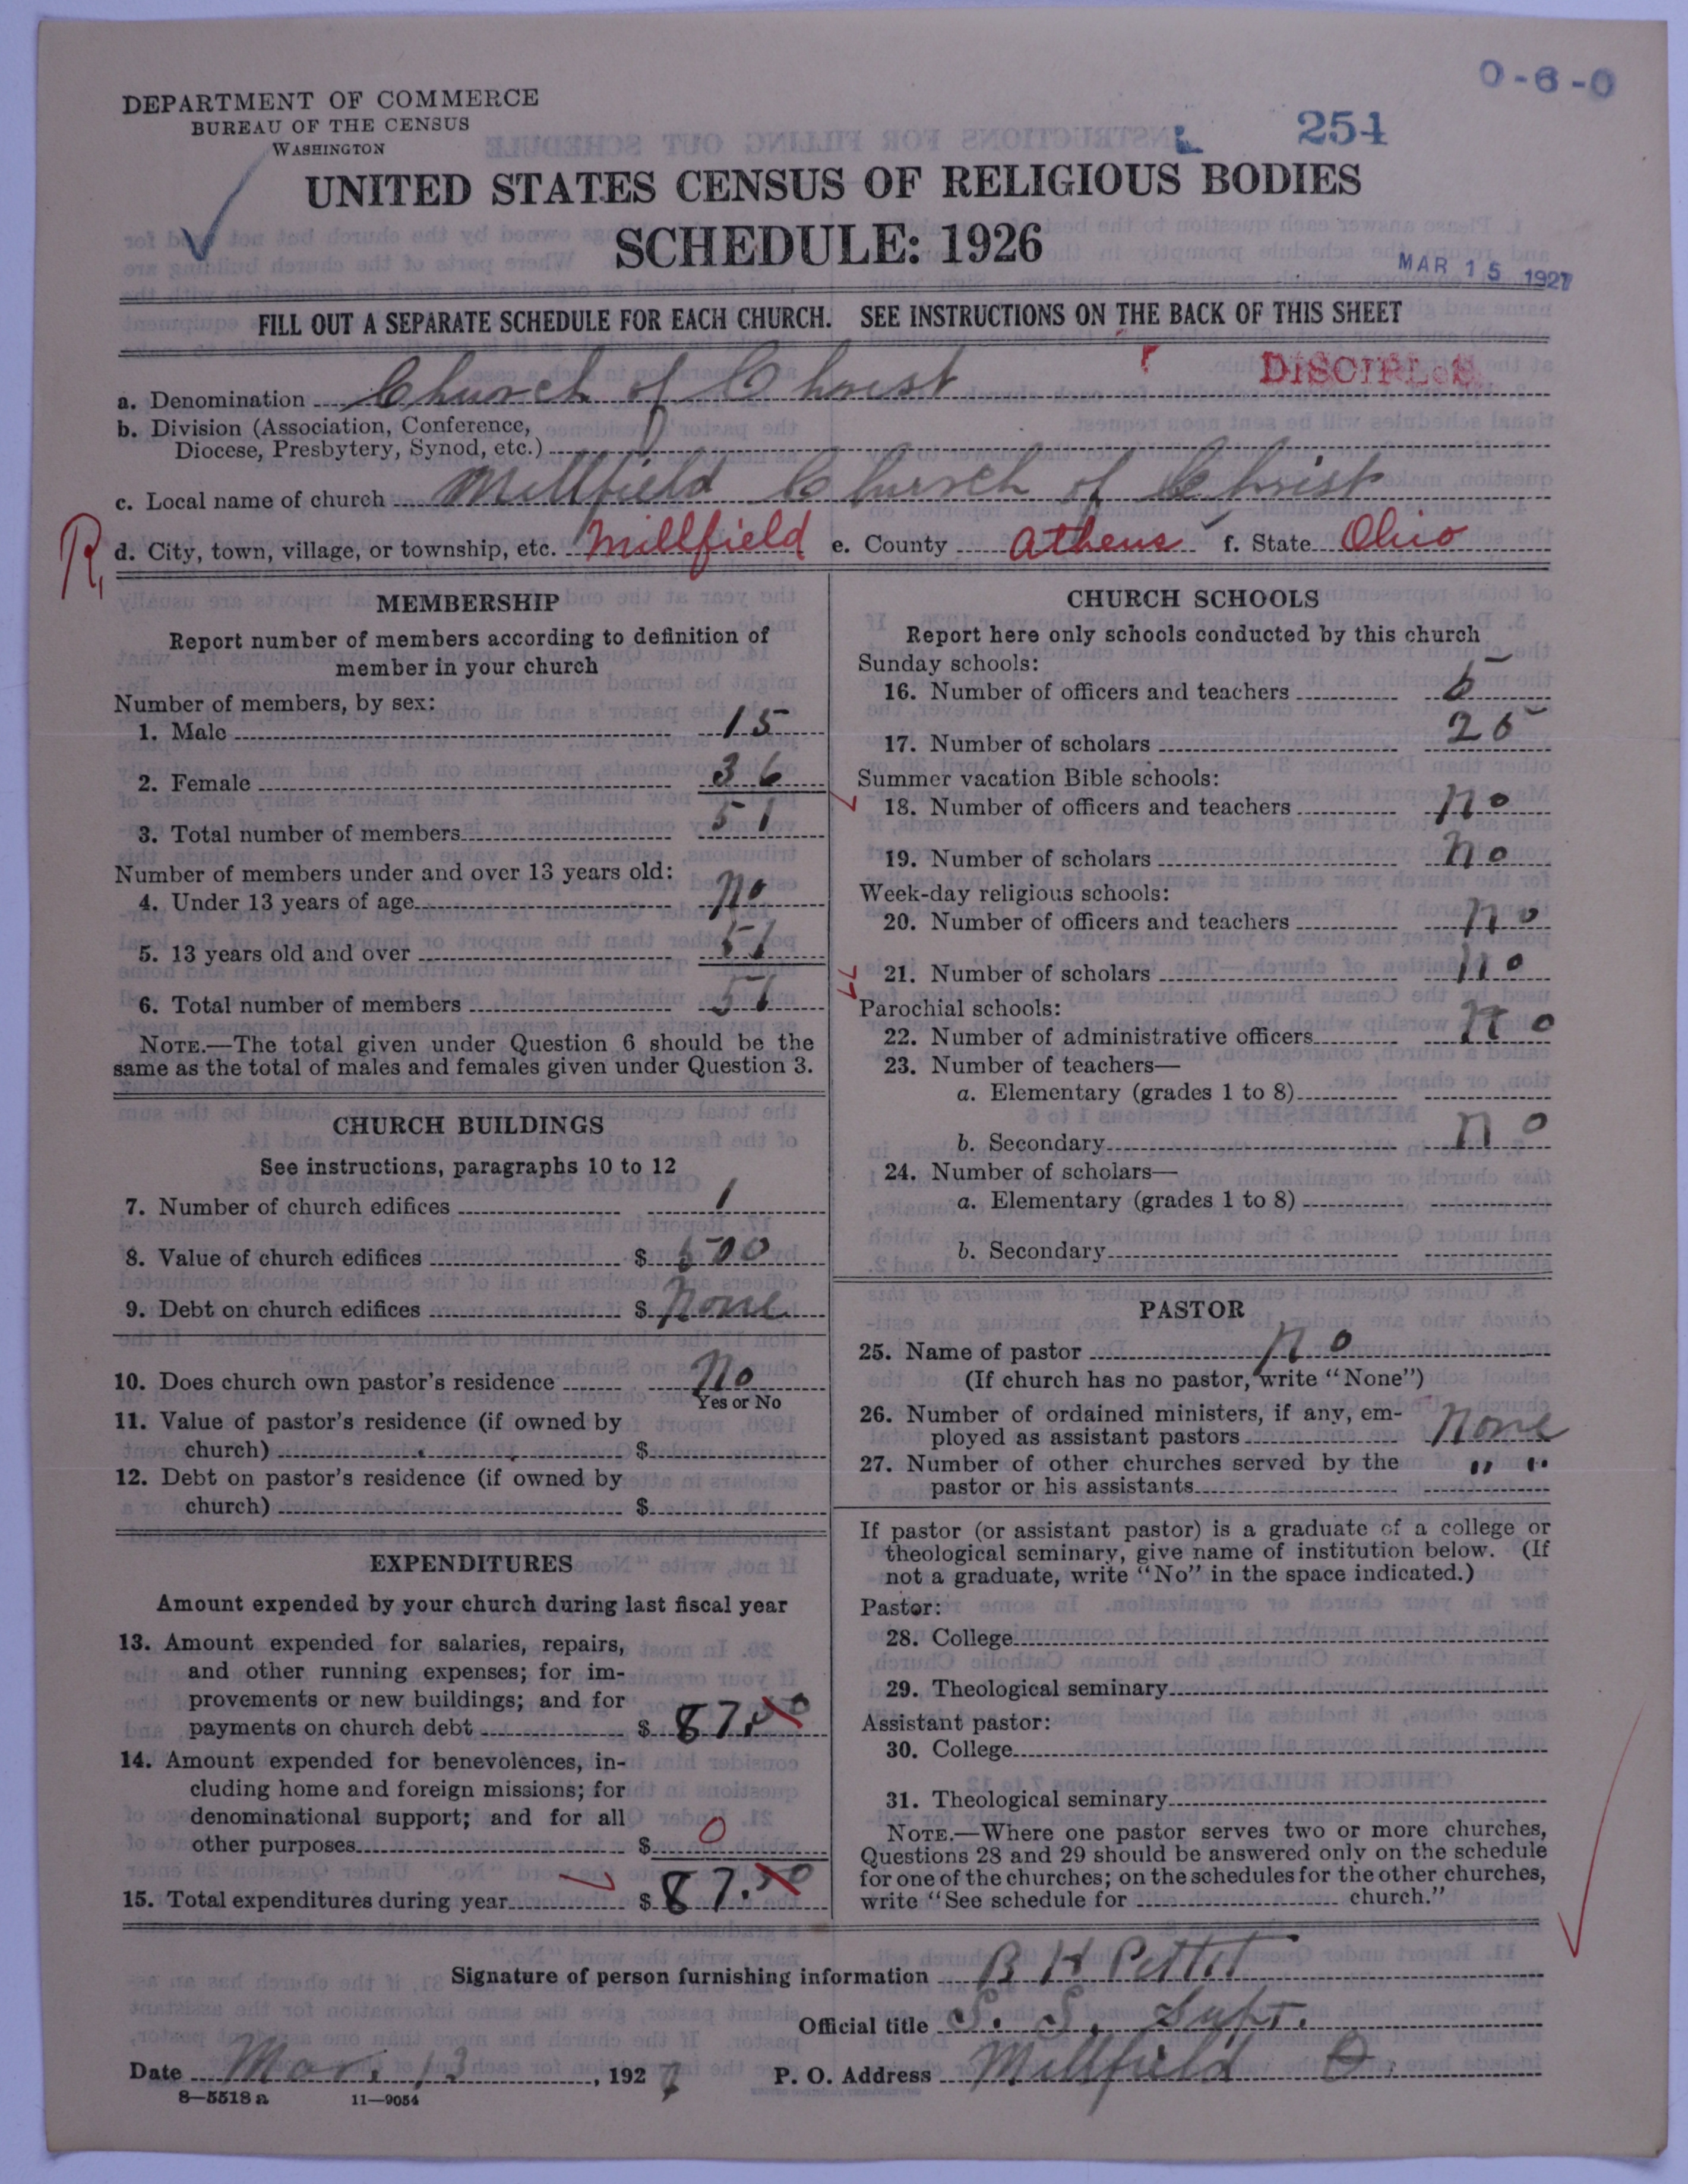 0-6-0
DEPARTMENT OF COMMERCE
BUREAU OF THE CENSUS
WASHINGTON
254
UNITED STATES CENSUS OF RELIGIOUS BODIES
SCHEDULE: 1926
MAR 15 1927
FILL OUT A SEPARATE SCHEDULE FOR EACH CHURCH. SEE INSTRUCTIONS ON THE BACK OF THIS SHEET
DISCIPLES
a. Denomination Church of Christ
b. Division (Association, Conference,
Diocese, Presbytery, Synod, etc.)
c. Local name of church Millfield Church of Christ
R, d. City, town, village, or township, etc. Millfield e. County Athens f. State Ohio
MEMBERSHIP
Report number of members according to definition of
member in your church
Number of members, by sex:
1. Male 15
2. Female 36
3. Total number of members 51
Number of members under and over 13 years old:
4. Under 13 years of age no
5. 13 years old and over 51
6. Total number of members 51
NOTE.—The total given under Question 6 should be the
same as the total of males and females given under Question 3.
CHURCH BUILDINGS
See instructions, paragraphs 10 to 12
7. Number of church edifices 1
8. Value of church edifices $ 500
9. Debt on church edifices $ None
10. Does church own pastor's residence No
Yes or No
11. Value of pastor's residence (if owned by
church) $
12. Debt on pastor's residence (if owned by
church) $
EXPENDITURES
Amount expended by your church during last fiscal year
13. Amount expended for salaries, repairs,
and other running expenses; for im-
provements or new buildings; and for
payments on church debt $ 87.50
14. Amount expended for benevolences, in-
cluding home and foreign missions; for
denominational support; and for all
other purposes $ 0
15. Total expenditures during year $ 87.50
CHURCH SCHOOLS
Report here only schools conducted by this church
Sunday schools:
16. Number of officers and teachers 5
17. Number of scholars 25
Summer vacation Bible schools:
18. Number of officers and teachers no
19. Number of scholars no
Week-day religious schools:
20. Number of officers and teachers no
21. Number of scholars no
Parochial schools:
22. Number of administrative officers no
23. Number of teachers—
a. Elementary (grades 1 to 8)
b. Secondary no
24. Number of scholars—
a. Elementary (grades 1 to 8)
b. Secondary
PASTOR
25. Name of pastor no
(If church has no pastor, write "None")
26. Number of ordained ministers, if any, em-
ployed as assistant pastors None
27. Number of other churches served by the
pastor or his assistants " "
If pastor (or assistant pastor) is a graduate of a college or
theological seminary, give name of institution below. (If
not a graduate, write "No" in the space indicated.)
Pastor:
28. College
29. Theological seminary
Assistant pastor:
30. College
31. Theological seminary
NOTE.—Where one pastor serves two or more churches,
Questions 28 and 29 should be answered only on the schedule
for one of the churches; on the schedules for the other churches,
write "See schedule for church."
Signature of person furnishing information B H Pettit
Official title S. S. Supt.
Date Mar. 13, 1927 P. O. Address Millfield O.
8—5518 a 11—9054